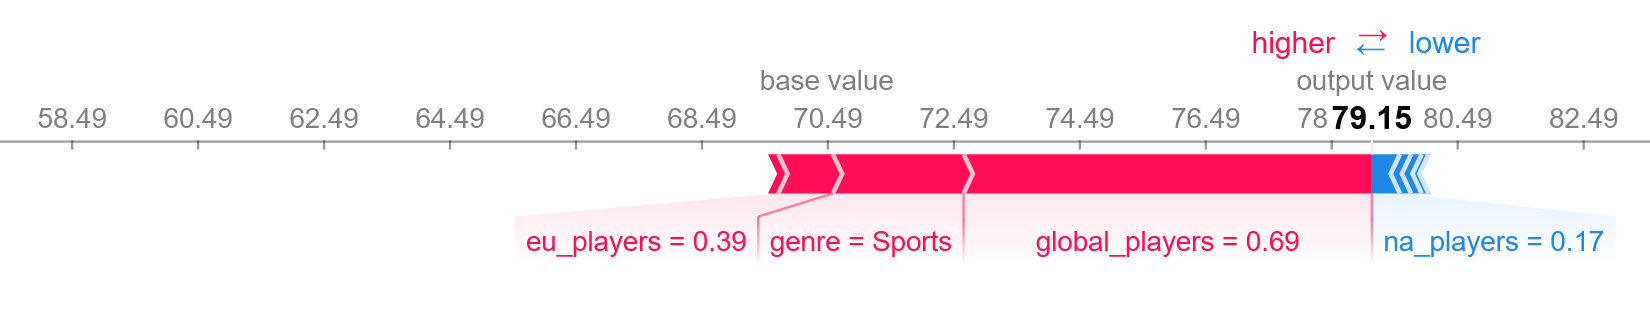 higher lower
base value output value
58.49 60.49 62.49 64.49 66.49 68.49 70.49 72.49 74.49 76.49 78 79.15 80.49 82.49
eu_players = 0.39 genre = Sports global_players = 0.69 na_players = 0.17